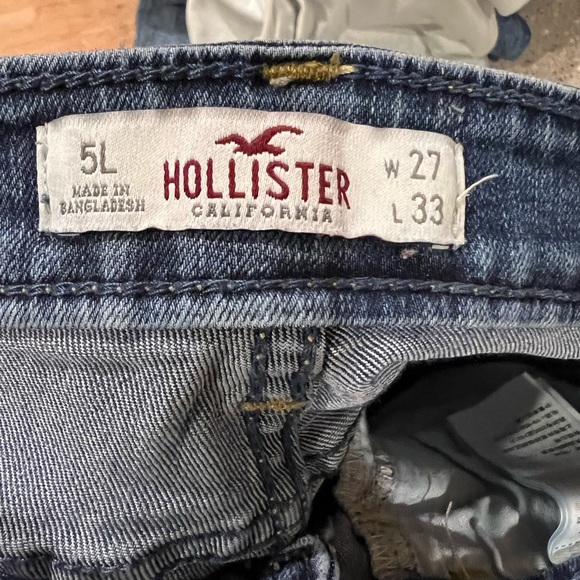 5L
MADE IN
BANGLADESH
HOLLISTER
CALIFORNIA
W 27
L 33